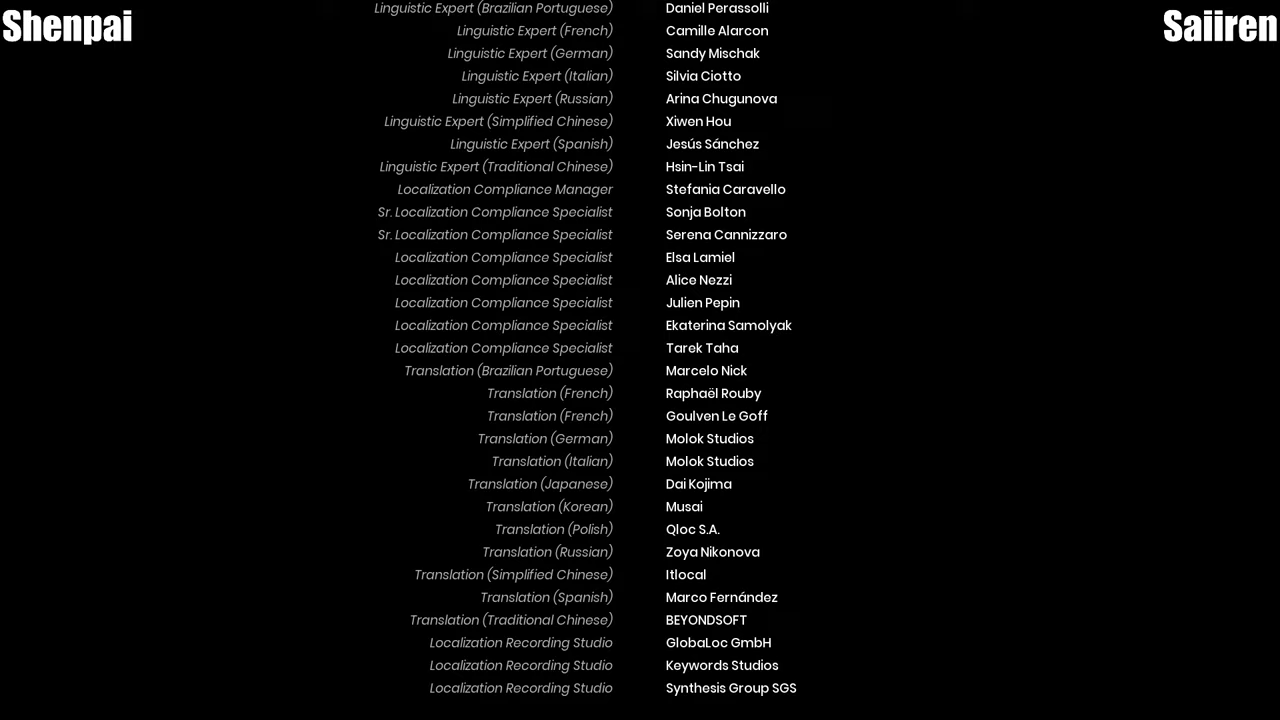 Shenpai
Saiiren
Linguistic Expert (Brazilian Portuguese) Daniel Perassolli
Linguistic Expert (French) Camille Alarcon
Linguistic Expert (German) Sandy Mischak
Linguistic Expert (Italian) Silvia Ciotto
Linguistic Expert (Russian) Arina Chugunova
Linguistic Expert (Simplified Chinese) Xiwen Hou
Linguistic Expert (Spanish) Jesús Sánchez
Linguistic Expert (Traditional Chinese) Hsin-Lin Tsai
Localization Compliance Manager Stefania Caravello
Sr. Localization Compliance Specialist Sonja Bolton
Sr. Localization Compliance Specialist Serena Cannizzaro
Localization Compliance Specialist Elsa Lamiel
Localization Compliance Specialist Alice Nezzi
Localization Compliance Specialist Julien Pepin
Localization Compliance Specialist Ekaterina Samolyak
Localization Compliance Specialist Tarek Taha
Translation (Brazilian Portuguese) Marcelo Nick
Translation (French) Raphaël Rouby
Translation (French) Goulven Le Goff
Translation (German) Molok Studios
Translation (Italian) Molok Studios
Translation (Japanese) Dai Kojima
Translation (Korean) Musai
Translation (Polish) Qloc S.A.
Translation (Russian) Zoya Nikonova
Translation (Simplified Chinese) Itlocal
Translation (Spanish) Marco Fernández
Translation (Traditional Chinese) BEYONDSOFT
Localization Recording Studio GlobaLoc GmbH
Localization Recording Studio Keywords Studios
Localization Recording Studio Synthesis Group SGS